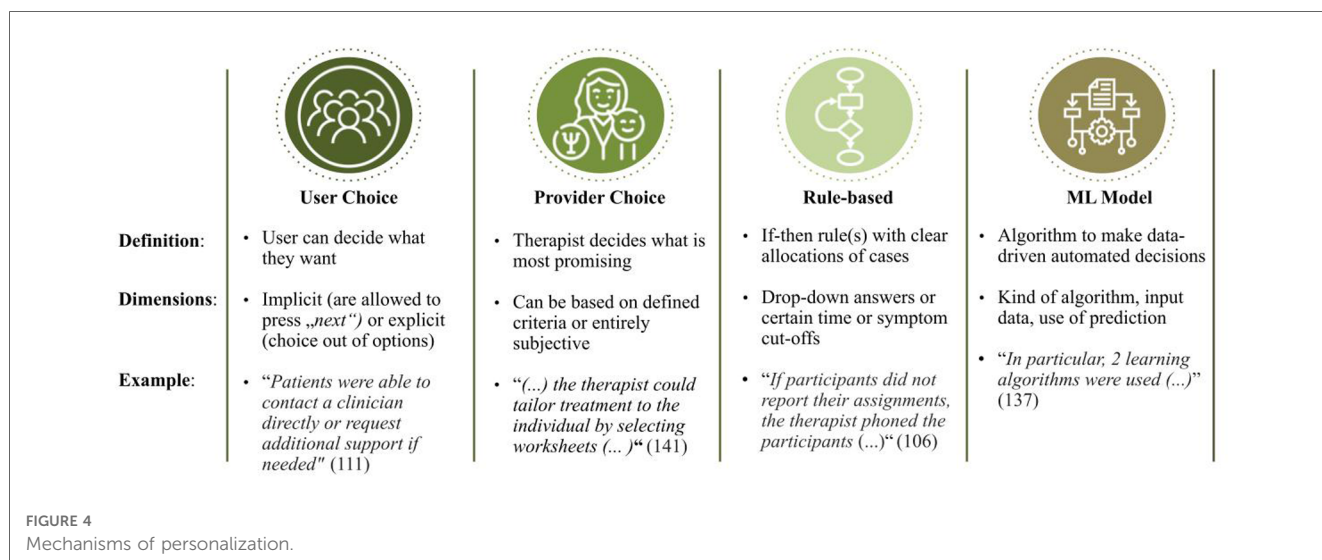 User Choice
Provider Choice
Rule-based
ML Model
Definition:
• User can decide what
they want
• Therapist decides what is
most promising
• If-then rule(s) with clear
allocations of cases
• Algorithm to make data-
driven automated decisions
Dimensions:
• Implicit (are allowed to
press „next“) or explicit
(choice out of options)
• Can be based on defined
criteria or entirely
subjective
• Drop-down answers or
certain time or symptom
cut-offs
• Kind of algorithm, input
data, use of prediction
Example:
• “Patients were able to
contact a clinician
directly or request
additional support if
needed" (111)
• “(...) the therapist could
tailor treatment to the
individual by selecting
worksheets (... )“ (141)
• “If participants did not
report their assignments,
the therapist phoned the
participants (...)“ (106)
• “In particular, 2 learning
algorithms were used (...)”
(137)
Ψ
FIGURE 4
Mechanisms of personalization.